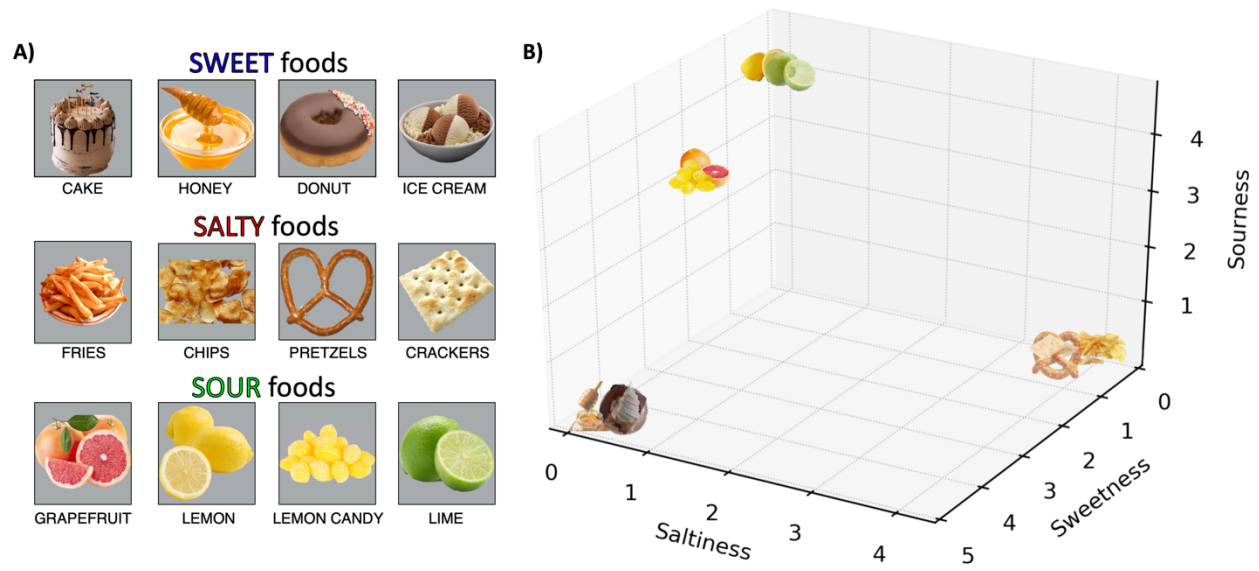 A)
SWEET foods
CAKE HONEY DONUT ICE CREAM
SALTY foods
FRIES CHIPS PRETZELS CRACKERS
SOUR foods
GRAPEFRUIT LEMON LEMON CANDY LIME
B)
4
3
2
1
Sourness
0
1
2
3
4
5
Sweetness
0
1
2
3
4
Saltiness